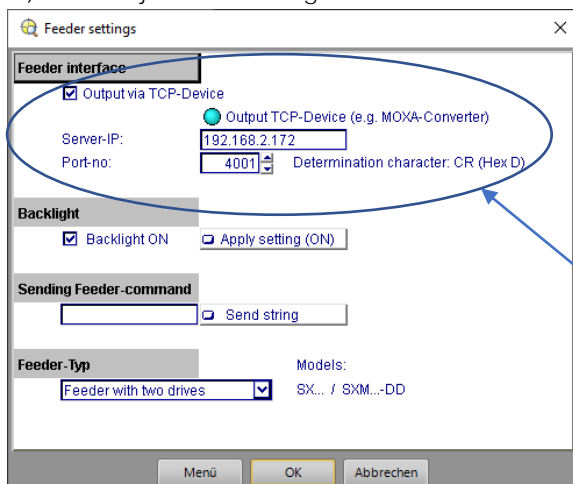 Feeder settings
Feeder interface
Output via TCP-Device
Output TCP-Device (e.g. MOXA-Converter)
Server-IP: 192.168.2.172
Port-no: 4001 Determination character: CR (Hex D)
Backlight
Backlight ON Apply setting (ON)
Sending Feeder-command
Send string
Feeder-Typ Models:
Feeder with two drives SX... / SXM...-DD
Menü OK Abbrechen